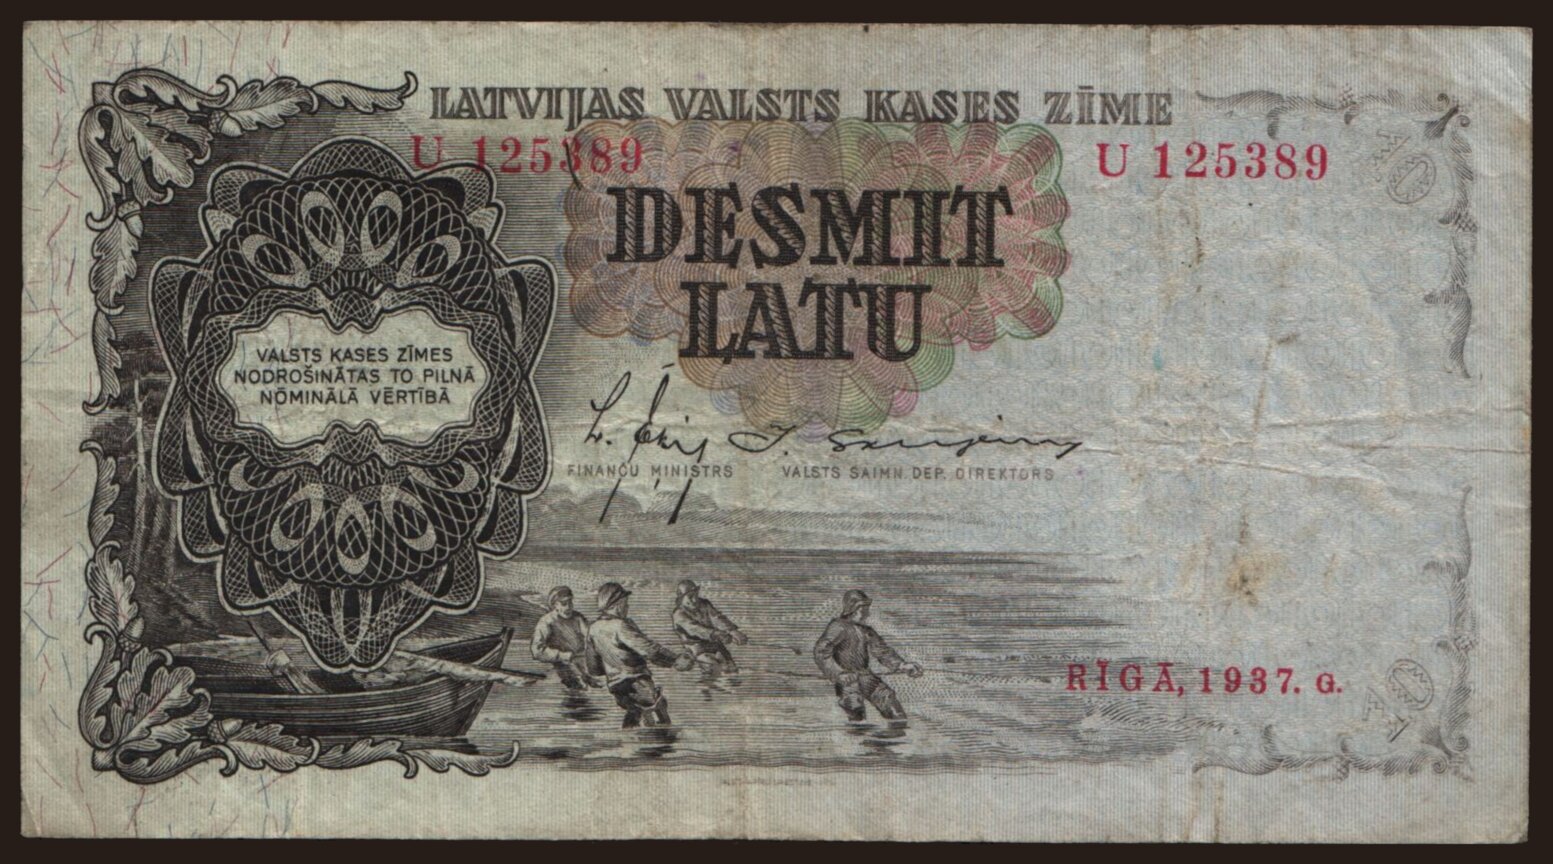 LATVIJAS VALSTS KASES ZĪME
U 125389
U 125389
DESMIT
LATU
VALSTS KASES ZĪMES
NODROŠINĀTAS TO PILNĀ
NOMINĀLĀ VĒRTĪBĀ
FINANČU MINISTRS
VALSTS SAIMN. DEP. DIREKTORS
RĪGĀ, 1937. G.